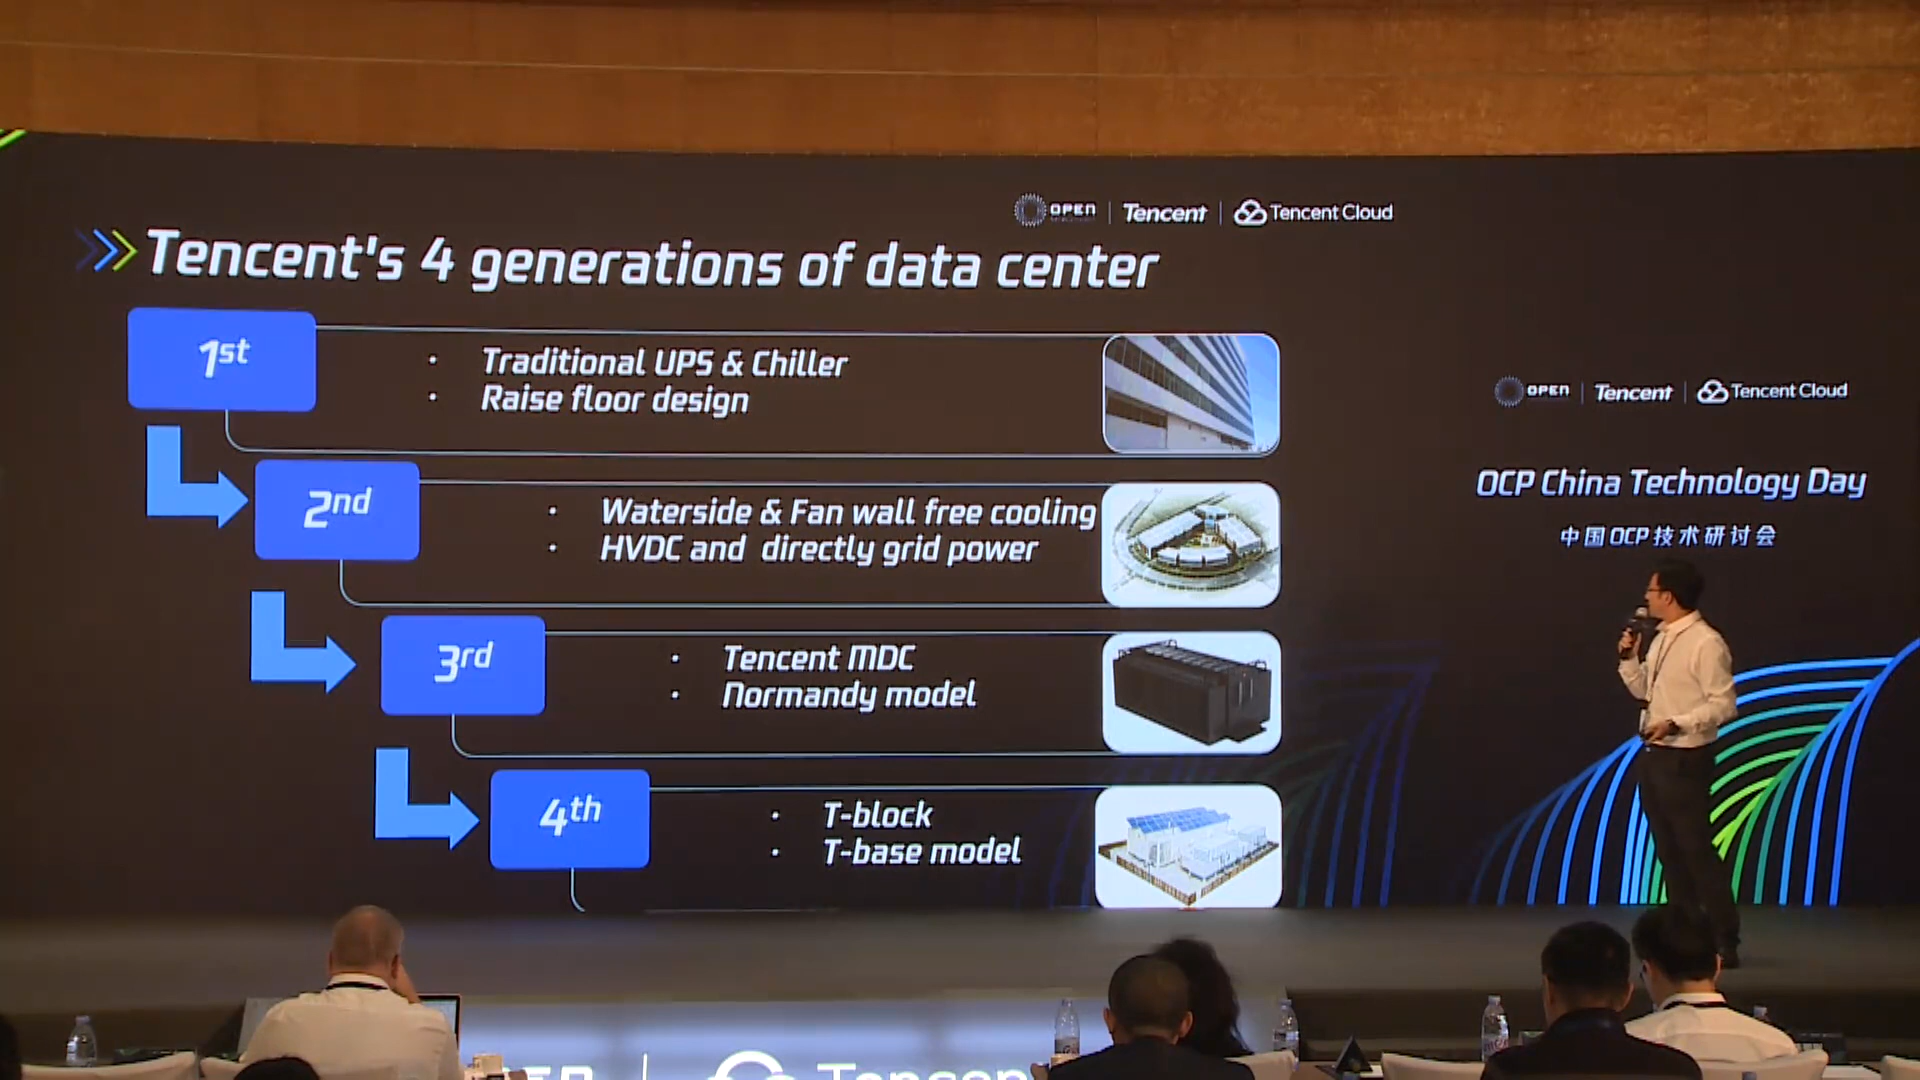 OPEN | Tencent | Tencent Cloud
Tencent's 4 generations of data center
1st
• Traditional UPS & Chiller
• Raise floor design
2nd
• Waterside & Fan wall free cooling
• HVDC and directly grid power
3rd
• Tencent MDC
• Normandy model
4th
• T-block
• T-base model
OPEN | Tencent | Tencent Cloud
OCP China Technology Day
中国OCP技术研讨会